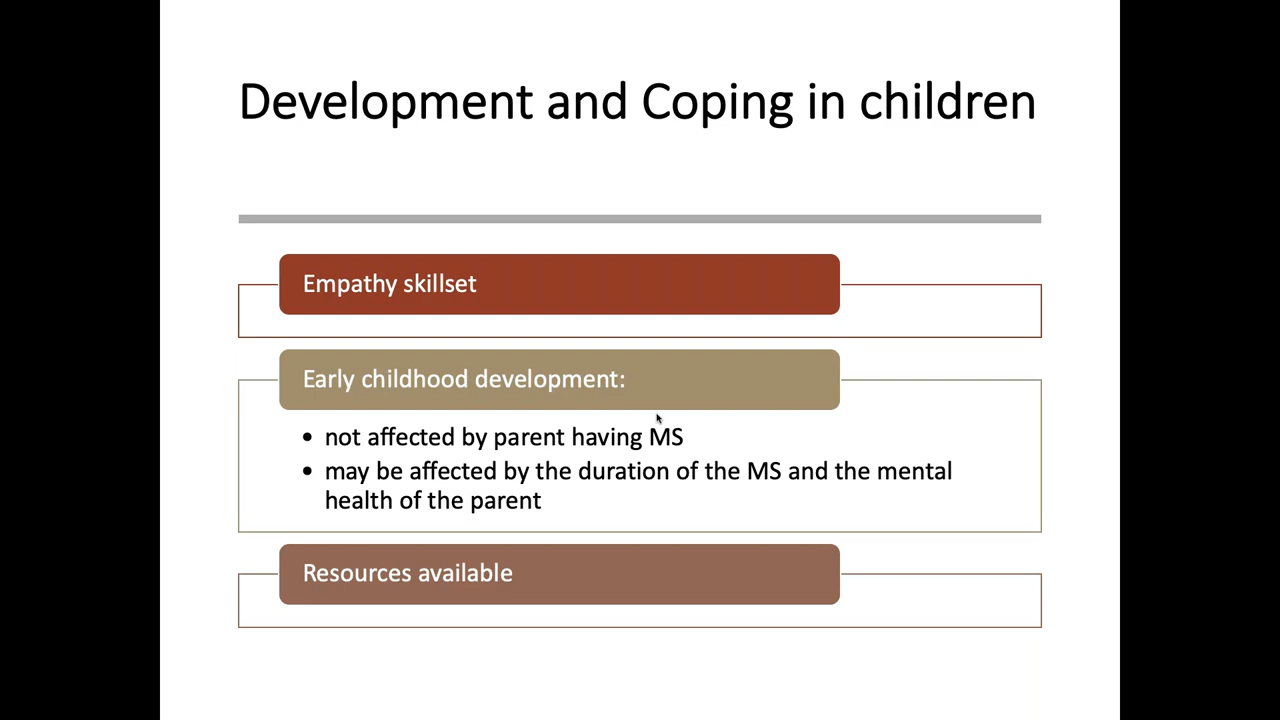 Development and Coping in children
Empathy skillset
Early childhood development:
• not affected by parent having MS
• may be affected by the duration of the MS and the mental
health of the parent
Resources available